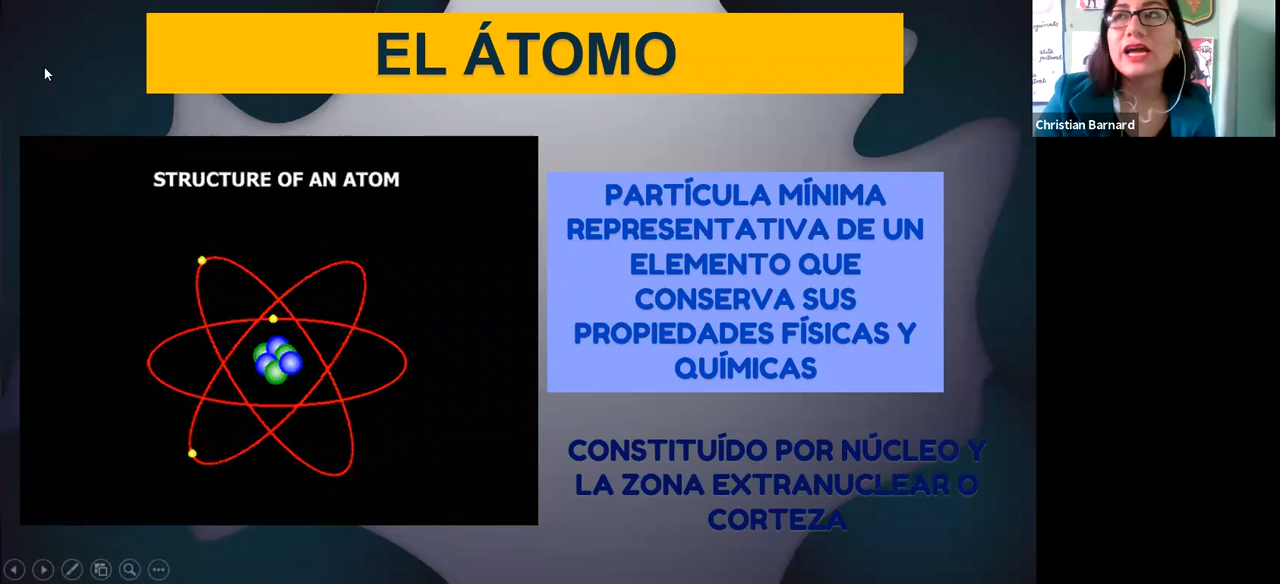 EL ÁTOMO
STRUCTURE OF AN ATOM
PARTÍCULA MÍNIMA
REPRESENTATIVA DE UN
ELEMENTO QUE
CONSERVA SUS
PROPIEDADES FÍSICAS Y
QUÍMICAS
CONSTITUÍDO POR NÚCLEO Y
LA ZONA EXTRANUCLEAR O
CORTEZA
Christian Barnard